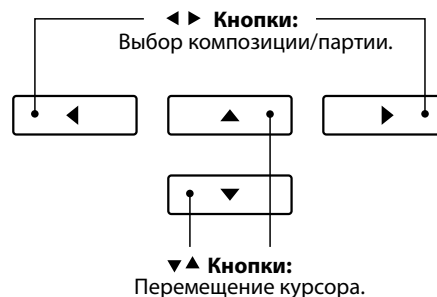 ◀ ▶ Кнопки:
Выбор композиции/партии.
▼▲ Кнопки:
Перемещение курсора.